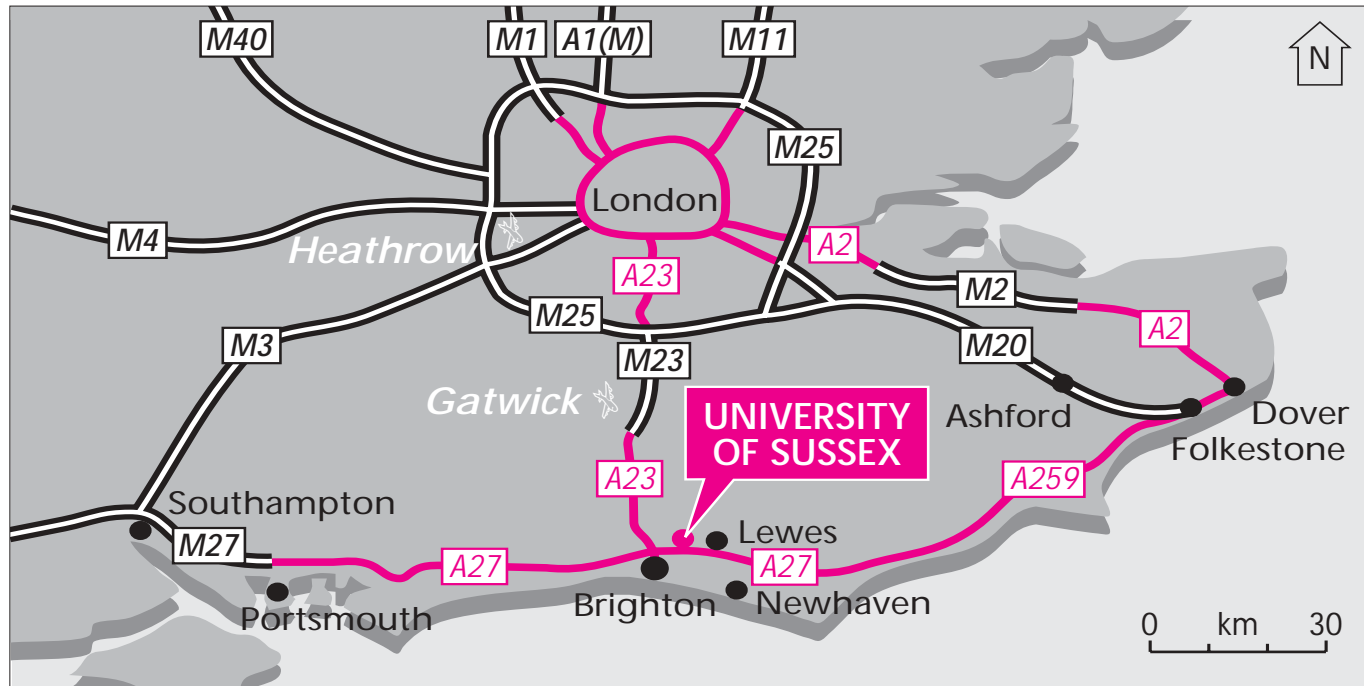 M40
M1
A1(M)
M11
N
M25
London
M4
Heathrow
A2
A23
M2
M25
A2
M3
M23
M20
Gatwick
UNIVERSITY
OF SUSSEX
Ashford
Dover
Folkestone
A23
A259
Southampton
Lewes
M27
A27
A27
Brighton
Newhaven
Portsmouth
0 km 30